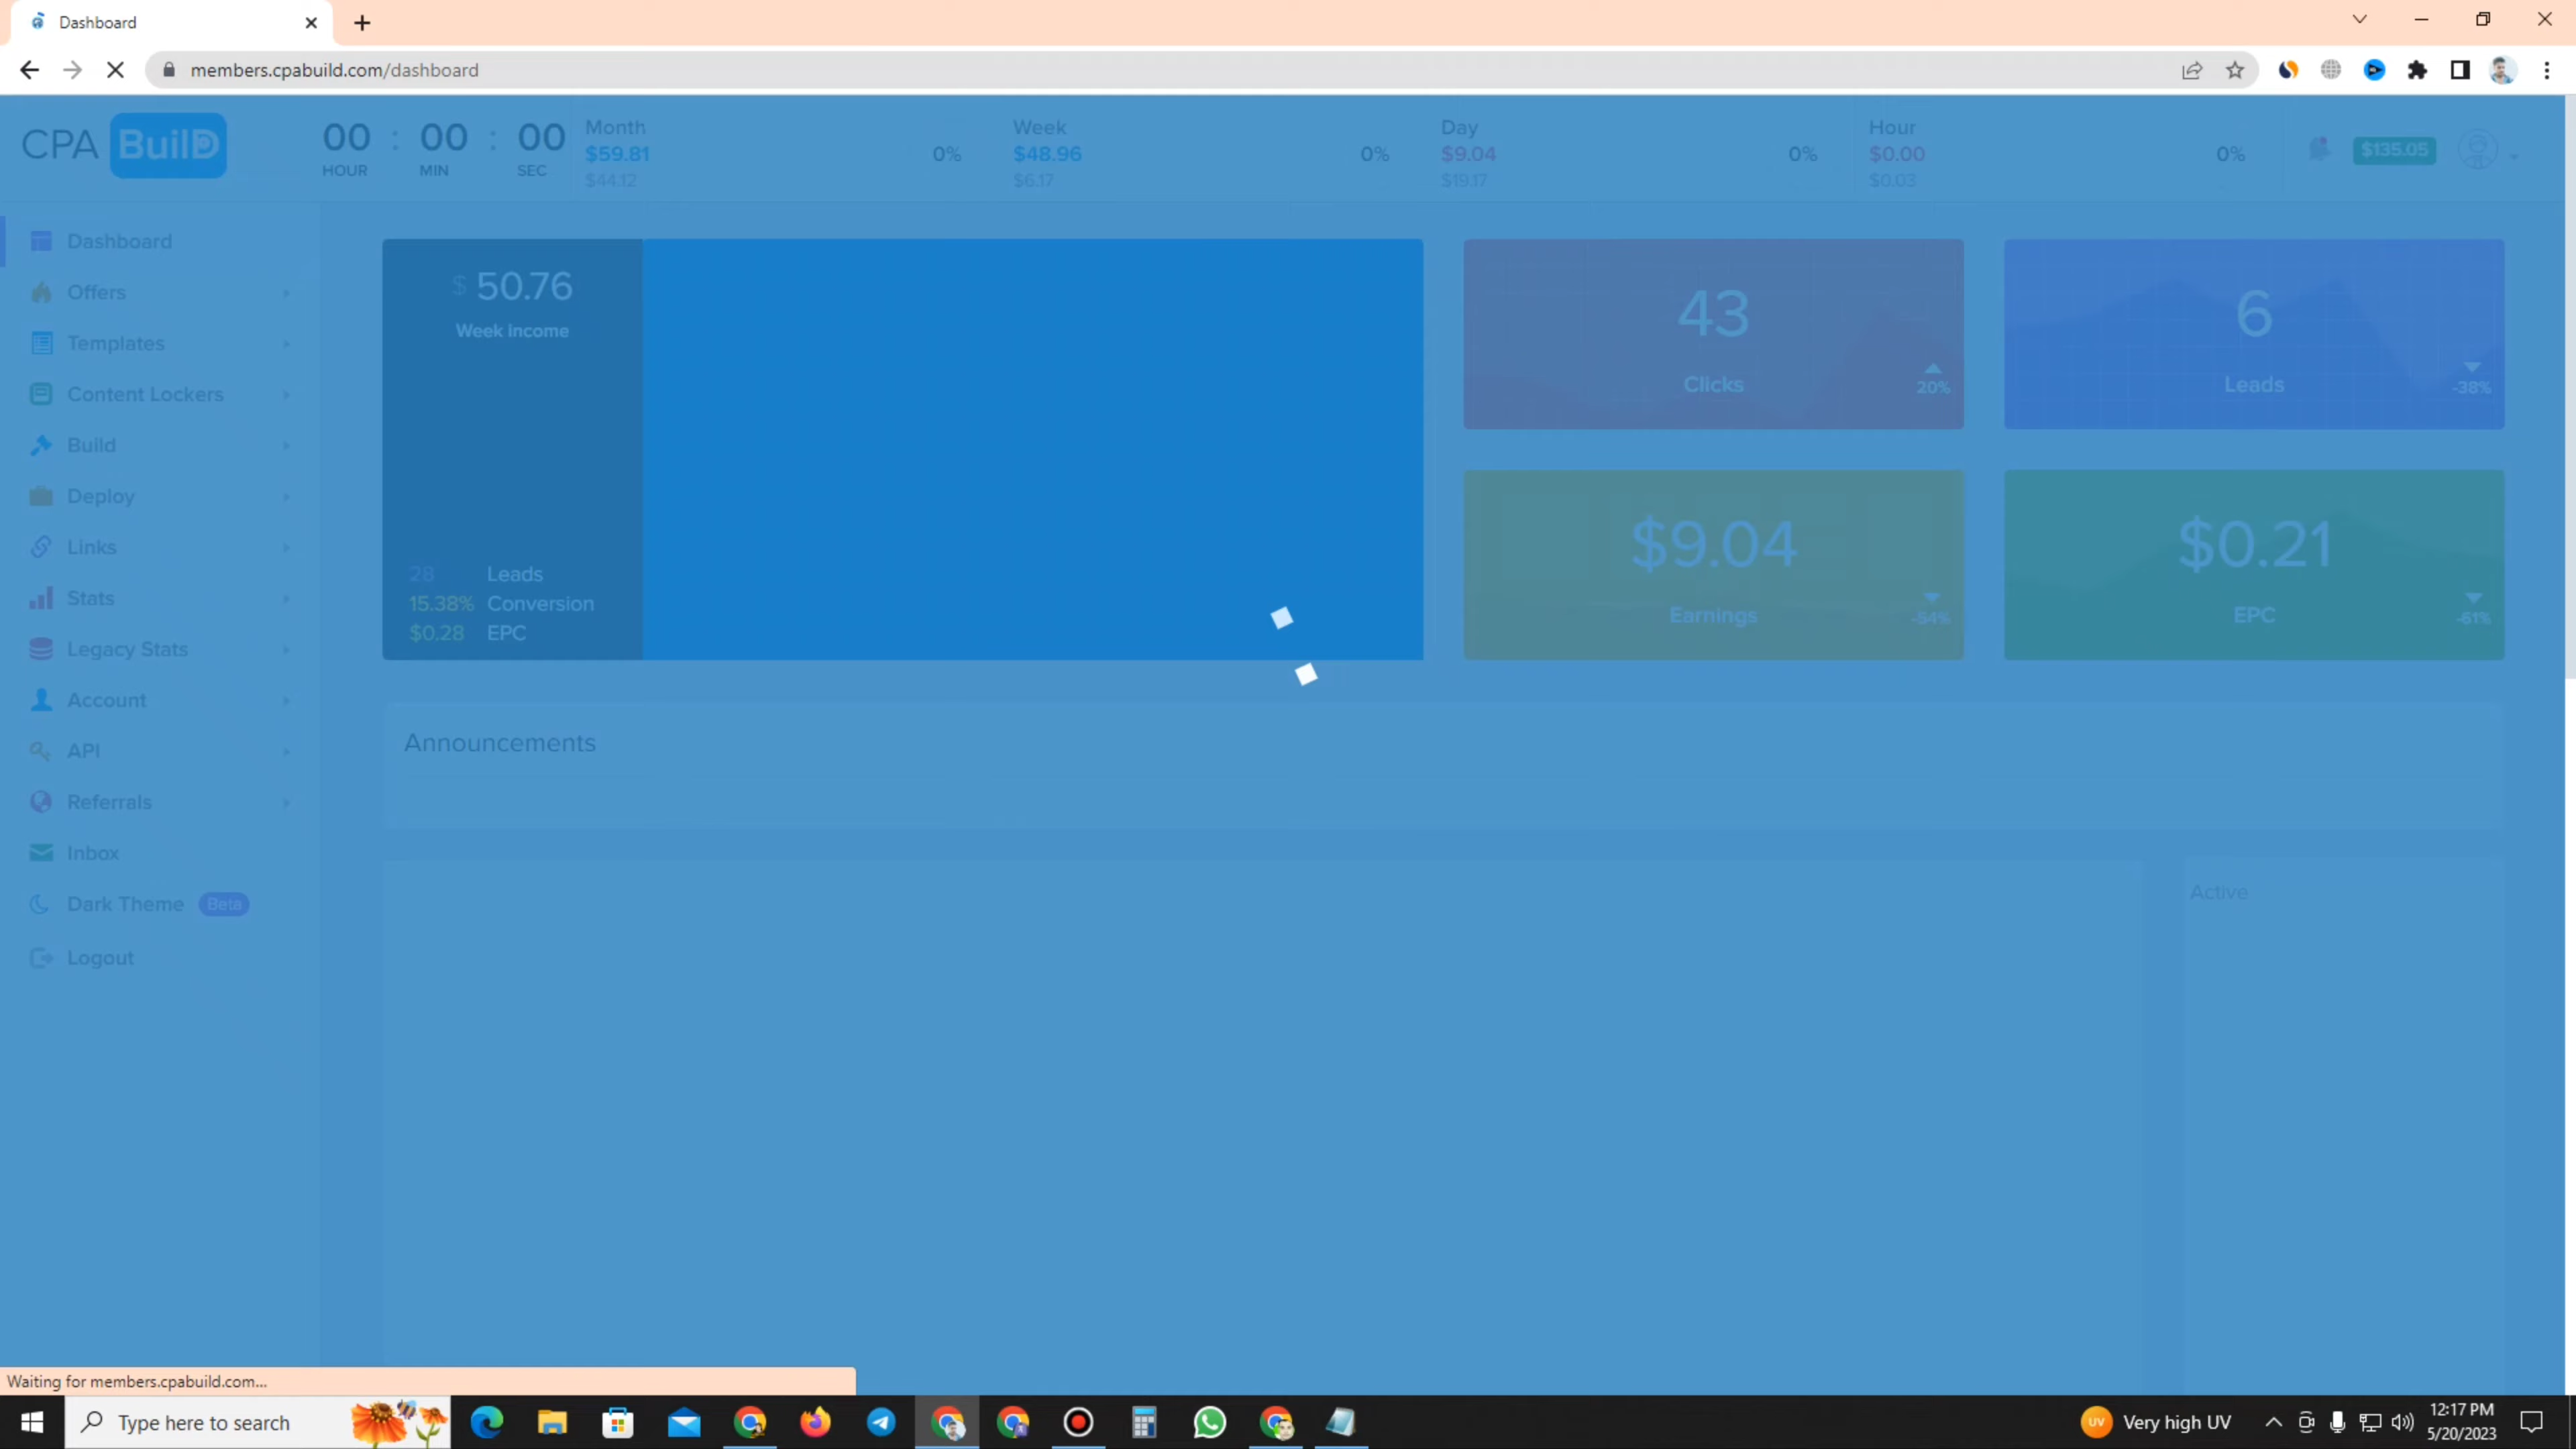 Dashboard
members.cpabuild.com/dashboard
CPA BuilD
00 : 00 : 00
HOUR MIN SEC
Month
$59.81
$44.12
0%
Week
$48.96
$6.17
0%
Day
$9.04
$19.17
0%
Hour
$0.00
$0.03
0%
$135.05
Dashboard
Offers
Templates
Content Lockers
Build
Deploy
Links
Stats
Legacy Stats
Account
API
Referrals
Inbox
Dark Theme Beta
Logout
$ 50.76
Week Income
28 Leads
15.38% Conversion
$0.28 EPC
43
Clicks
20%
6
Leads
-38%
$9.04
Earnings
-54%
$0.21
EPC
-61%
Announcements
Active
Waiting for members.cpabuild.com...
Type here to search
UV
Very high UV
12:17 PM
5/20/2023